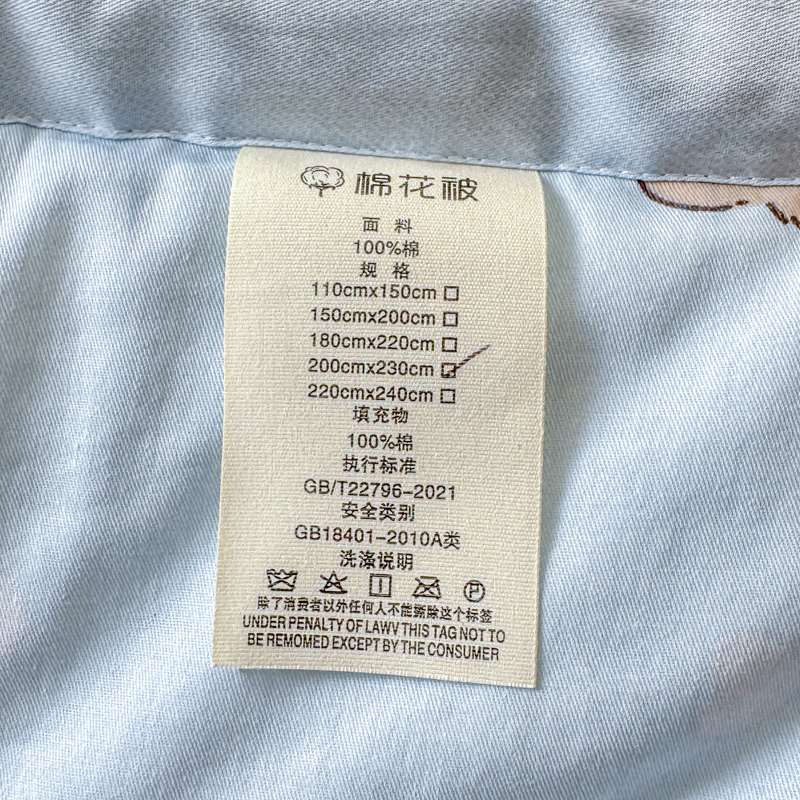 棉花被
面 料
100%棉
规 格
110cmx150cm
150cmx200cm
180cmx220cm
200cmx230cm
220cmx240cm
填充物
100%棉
执行标准
GB/T22796-2021
安全类别
GB18401-2010A类
洗涤说明
P
除了消费者以外任何人不能撕除这个标签
UNDER PENALTY OF LAWV THIS TAG NOT TO
BE REMOMED EXCEPT BY THE CONSUMER